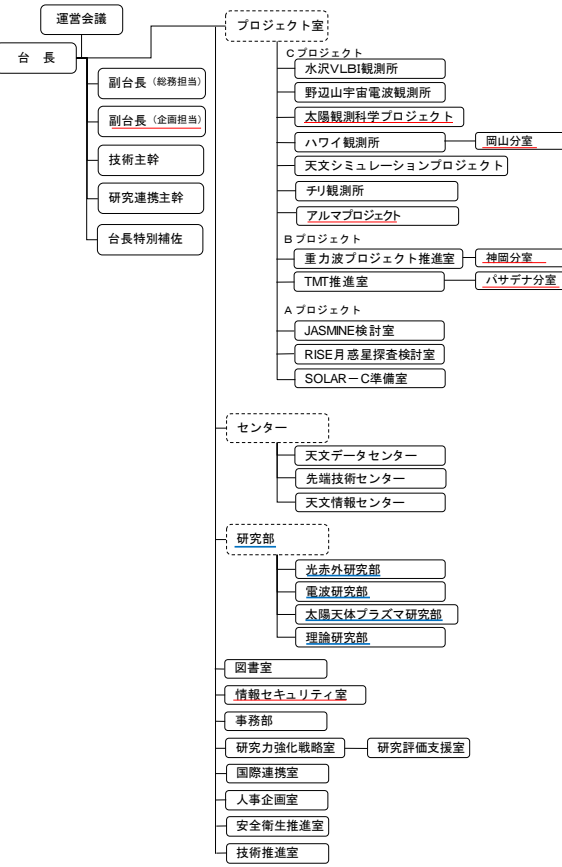 運営会議
台　長
副台長（総務担当）
副台長（企画担当）
技術主幹
研究連携主幹
台長特別補佐
プロジェクト室
Cプロジェクト
水沢VLBI観測所
野辺山宇宙電波観測所
太陽観測科学プロジェクト
ハワイ観測所
岡山分室
天文シミュレーションプロジェクト
チリ観測所
アルマプロジェクト
Bプロジェクト
重力波プロジェクト推進室
神岡分室
TMT推進室
パサデナ分室
Aプロジェクト
JASMINE検討室
RISE月惑星探査検討室
SOLAR－C準備室
センター
天文データセンター
先端技術センター
天文情報センター
研究部
光赤外研究部
電波研究部
太陽天体プラズマ研究部
理論研究部
図書室
情報セキュリティ室
事務部
研究力強化戦略室
研究評価支援室
国際連携室
人事企画室
安全衛生推進室
技術推進室